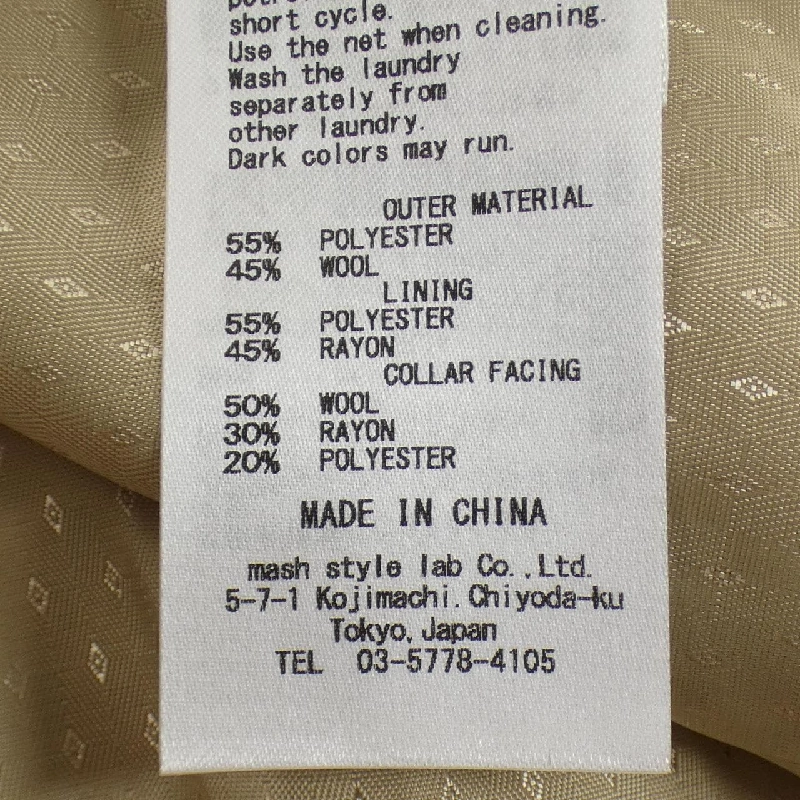 short cycle.
Use the net when cleaning.
Wash the laundry
separately from
other laundry.
Dark colors may run.
OUTER MATERIAL
55% POLYESTER
45% WOOL
LINING
55% POLYESTER
45% RAYON
COLLAR FACING
50% WOOL
30% RAYON
20% POLYESTER
MADE IN CHINA
mash style lab Co.,Ltd.
5-7-1 Kojimachi.Chiyoda-ku
Tokyo,Japan
TEL 03-5778-4105